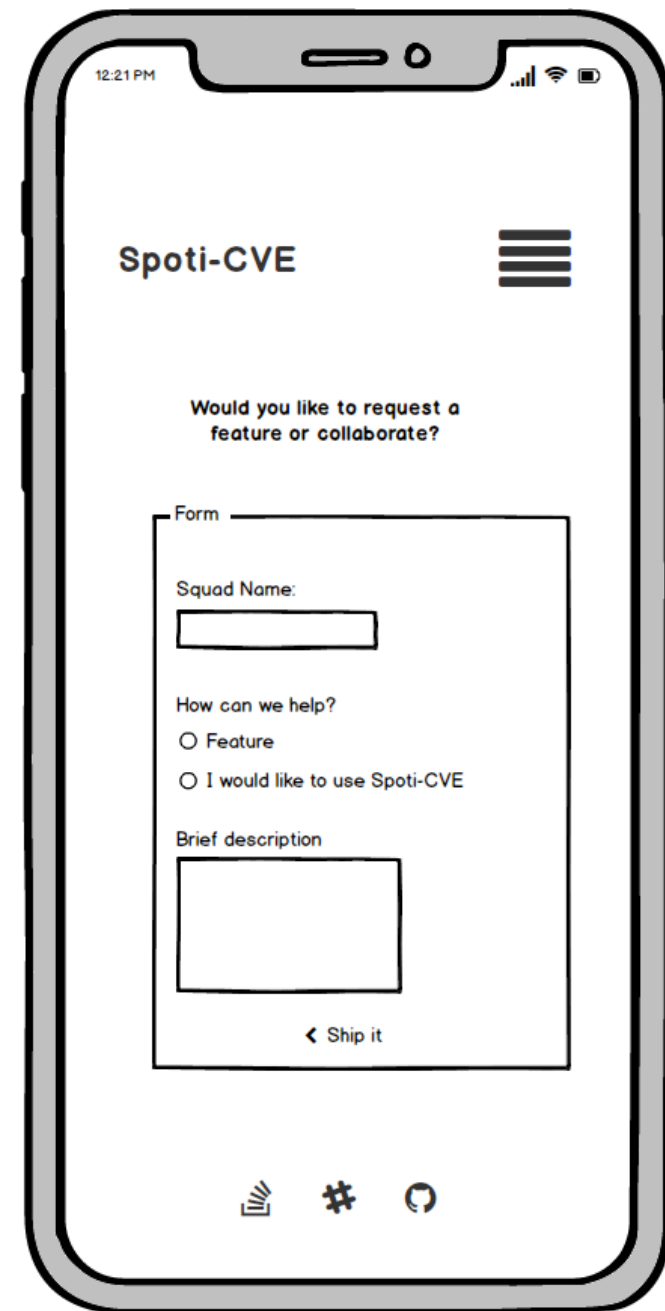 12:21 PM
Spoti-CVE
Would you like to request a
feature or collaborate?
Form
Squad Name:
How can we help?
Feature
I would like to use Spoti-CVE
Brief description
Ship it